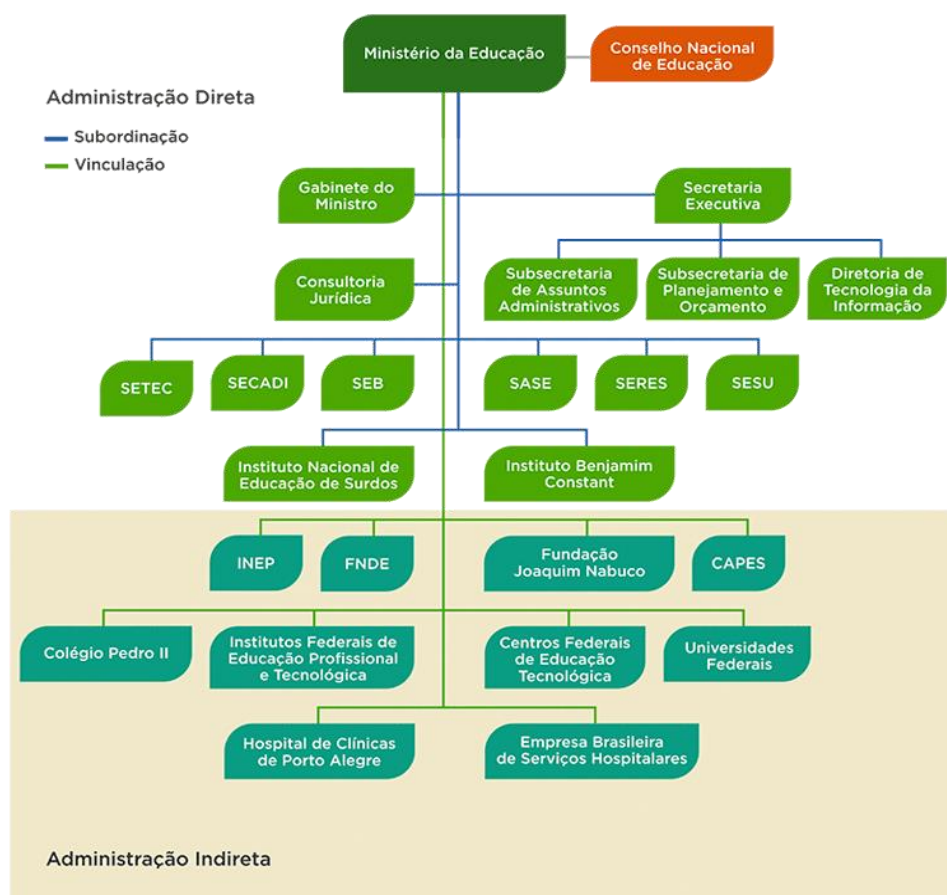 Ministério da Educação
Conselho Nacional
de Educação
Administração Direta
Subordinação
Vinculação
Gabinete do
Ministro
Secretaria
Executiva
Consultoria
Jurídica
Subsecretaria
de Assuntos
Administrativos
Subsecretaria de
Planejamento e
Orçamento
Diretoria de
Tecnologia da
Informação
SETEC
SECADI
SEB
SASE
SERES
SESU
Instituto Nacional de
Educação de Surdos
Instituto Benjamim
Constant
INEP
FNDE
Fundação
Joaquim Nabuco
CAPES
Colégio Pedro II
Institutos Federais de
Educação Profissional
e Tecnológica
Centros Federais
de Educação
Tecnológica
Universidades
Federais
Hospital de Clínicas
de Porto Alegre
Empresa Brasileira
de Serviços Hospitalares
Administração Indireta